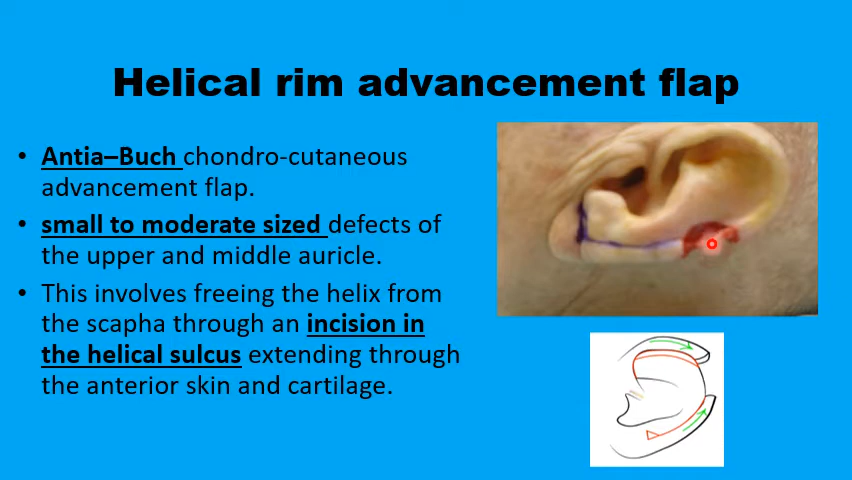 Helical rim advancement flap
• Antia–Buch chondro-cutaneous
advancement flap.
• small to moderate sized defects of
the upper and middle auricle.
• This involves freeing the helix from
the scapha through an incision in
the helical sulcus extending through
the anterior skin and cartilage.